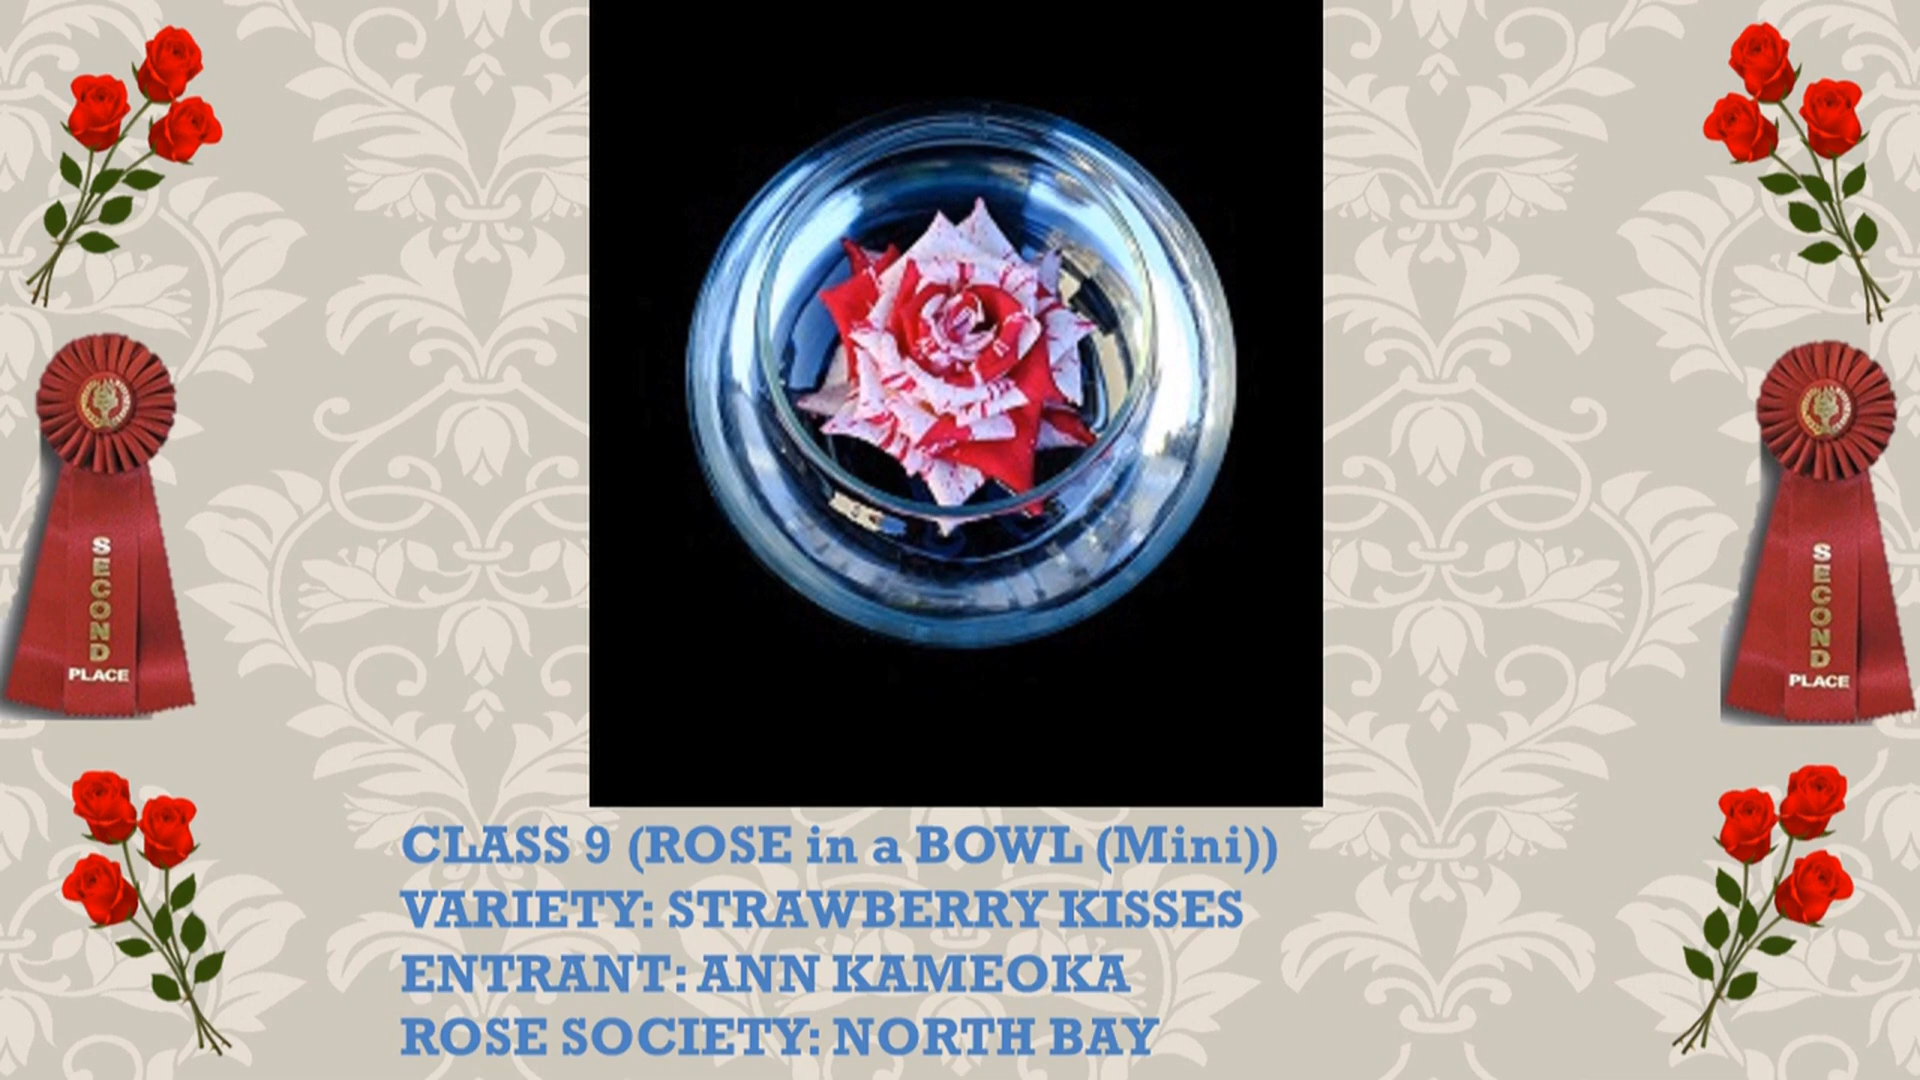 SECOND
PLACE
SECOND
PLACE
CLASS 9 (ROSE in a BOWL (Mini))
VARIETY: STRAWBERRY KISSES
ENTRANT: ANN KAMEOKA
ROSE SOCIETY: NORTH BAY